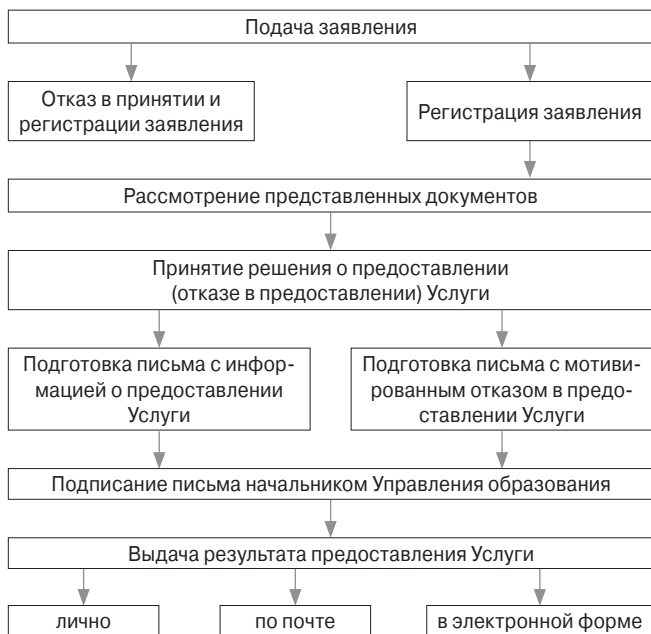 Подача заявления
Отказ в принятии и
регистрации заявления
Регистрация заявления
Рассмотрение представленных документов
Принятие решения о предоставлении
(отказе в предоставлении) Услуги
Подготовка письма с инфор-
мацией о предоставлении
Услуги
Подготовка письма с мотиви-
рованным отказом в предо-
ставлении Услуги
Подписание письма начальником Управления образования
Выдача результата предоставления Услуги
лично
по почте
в электронной форме